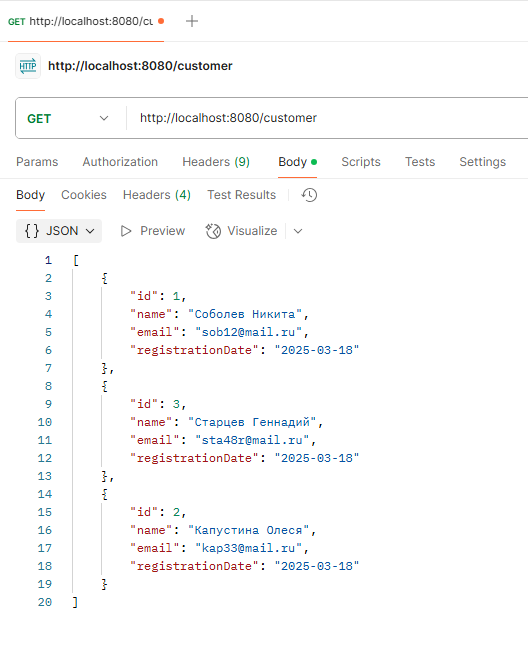 GET http://localhost:8080/cu
http://localhost:8080/customer
GET http://localhost:8080/customer
Params Authorization Headers (9) Body Scripts Tests Settings
Body Cookies Headers (4) Test Results
{} JSON Preview Visualize
1 [
2 {
3 "id": 1,
4 "name": "Соболев Никита",
5 "email": "sob12@mail.ru",
6 "registrationDate": "2025-03-18"
7 },
8 {
9 "id": 3,
10 "name": "Старцев Геннадий",
11 "email": "sta48r@mail.ru",
12 "registrationDate": "2025-03-18"
13 },
14 {
15 "id": 2,
16 "name": "Капустина Олеся",
17 "email": "kap33@mail.ru",
18 "registrationDate": "2025-03-18"
19 }
20 ]